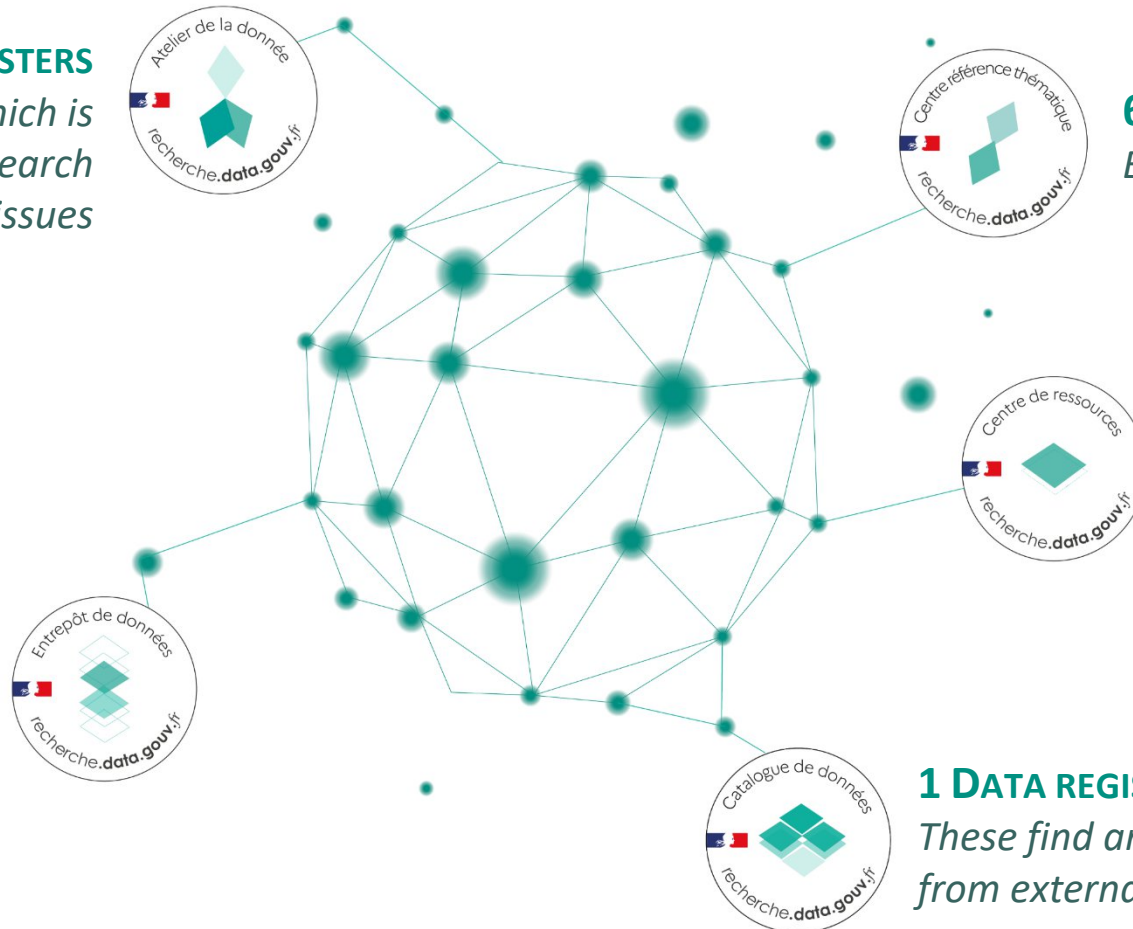 STERS
hich is
earch
issues
Atelier de la donnée
recherche.data.gouv.fr
Centre référence thématique
recherche.data.gouv.fr
6
E
Centre de ressources
recherche.data.gouv.fr
Entrepôt de données
recherche.data.gouv.fr
Catalogue de données
recherche.data.gouv.fr
1 DATA REGIS
These find an
from externa